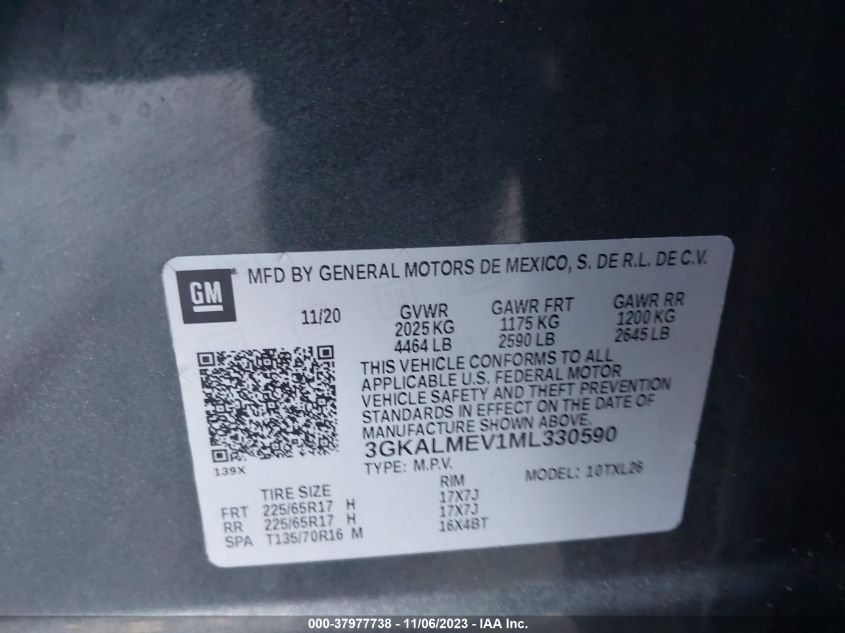 GM
MFD BY GENERAL MOTORS DE MEXICO, S. DE R.L. DE C.V.
11/20
GVWR GAWR FRT GAWR RR
2025 KG 1175 KG 1200 KG
4464 LB 2590 LB 2645 LB
THIS VEHICLE CONFORMS TO ALL
APPLICABLE U.S. FEDERAL MOTOR
VEHICLE SAFETY AND THEFT PREVENTION
STANDARDS IN EFFECT ON THE DATE OF
MANUFACTURE SHOWN ABOVE.
3GKALMEV1ML330590
139X
TYPE: M.P.V. MODEL: 10TXL26
TIRE SIZE RIM
FRT 225/65R17 H 17X7J
RR 225/65R17 H 17X7J
SPA T135/70R16 M 16X4BT
000-37977738 - 11/06/2023 - IAA Inc.